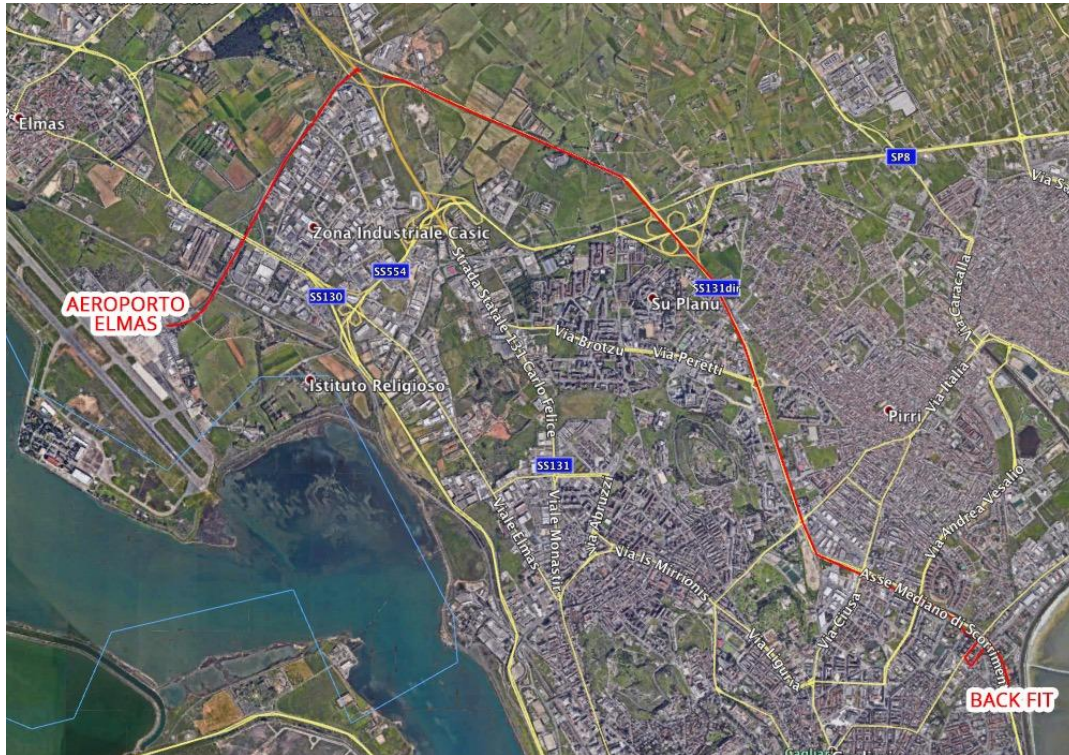 Elmas
SP8
Zona Industriale Casic
SS554
SS130
AEROPORTO
ELMAS
Strada Statale 131 Carlo Felice
SS131dir
Su Planu
Via Brotzu
Via Peretti
Viale Caracalla
Via Italia
Istituto Religioso
Pirri
SS131
Viale Elmas
Viale Monastir
Via Abruzzi
Via Is Mirrionis
Via Andrea Vesalio
Asse Mediano di Scorrimen
Via Ciusa
Via Liguria
BACK FIT